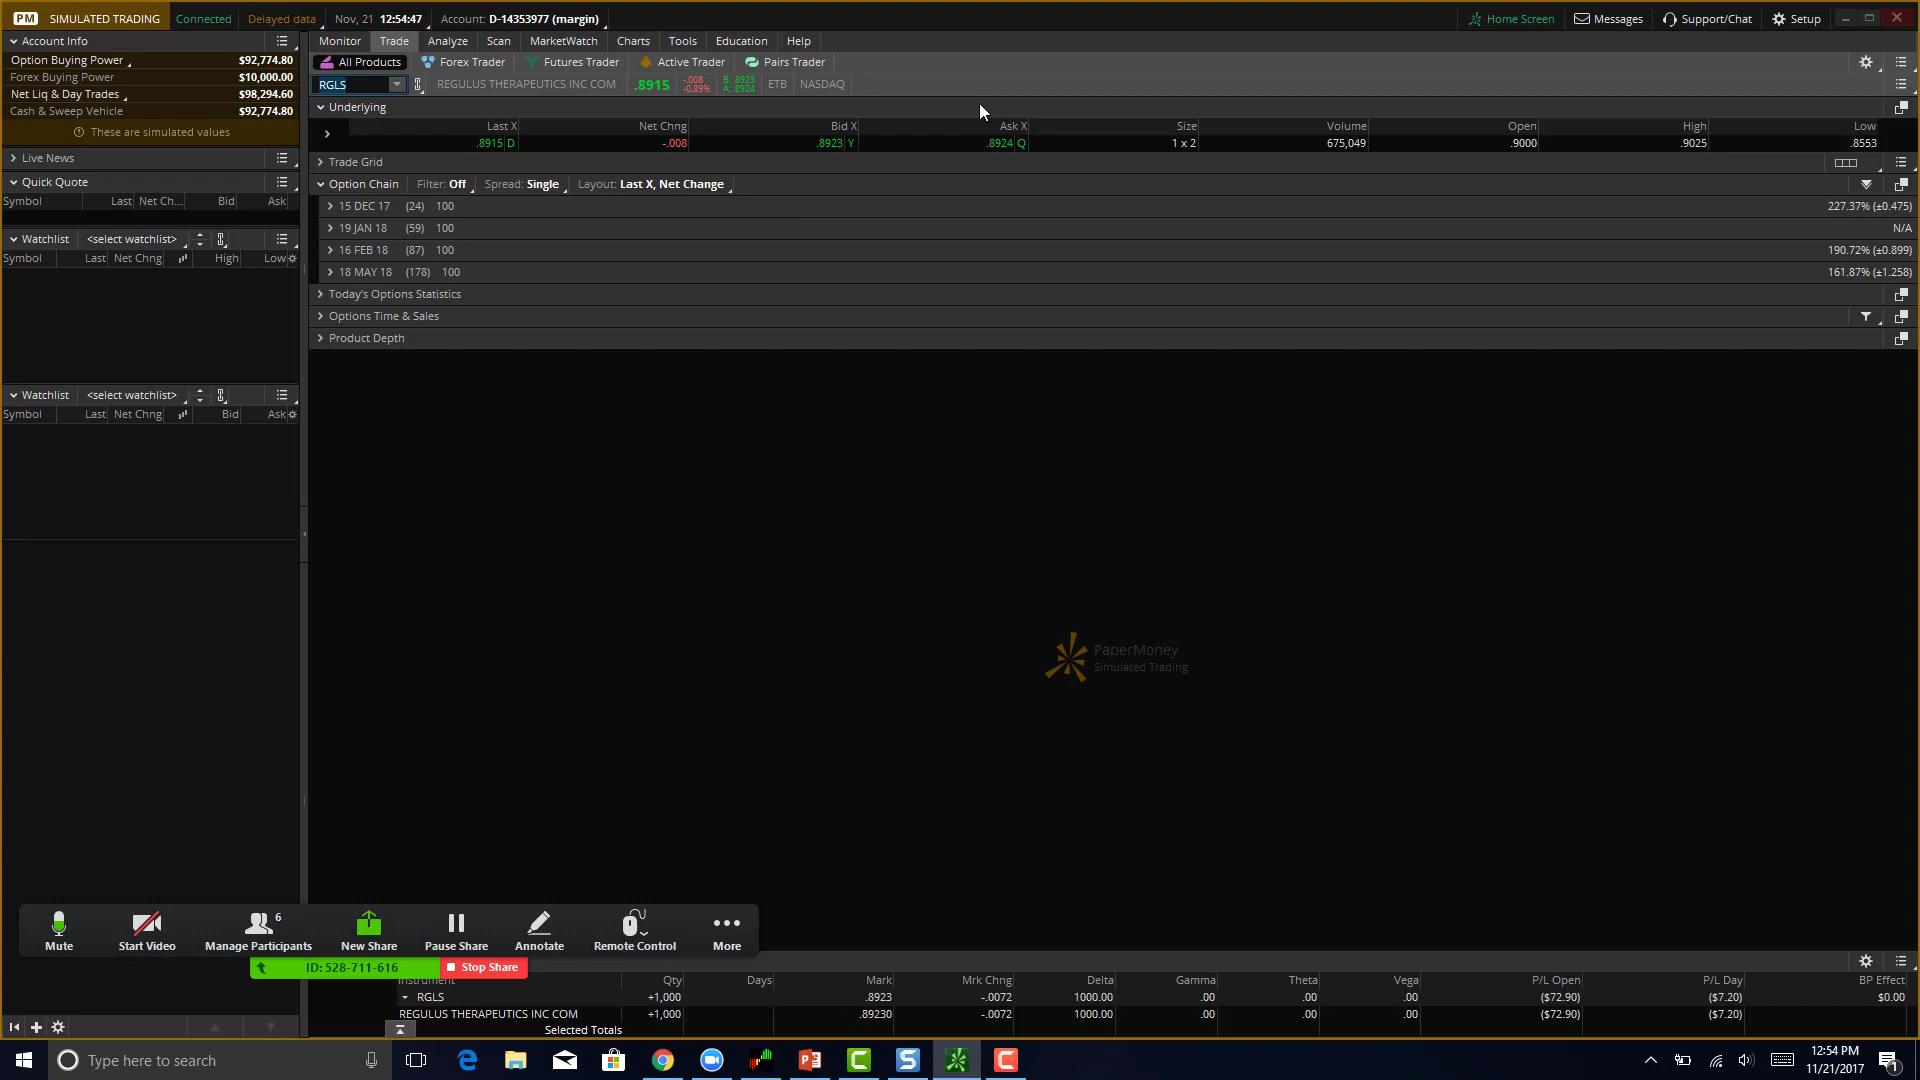 PM SIMULATED TRADING Connected Delayed data Nov, 21 12:54:47 Account: D-14353977 (margin) Home Screen Messages Support/Chat Setup
Account Info
Option Buying Power $92,774.80
Forex Buying Power $10,000.00
Net Liq & Day Trades $98,294.60
Cash & Sweep Vehicle $92,774.80
These are simulated values
Live News
Quick Quote
Symbol Last Net Ch... Bid Ask
Watchlist <select watchlist>
Symbol Last Net Chng High Low
Watchlist <select watchlist>
Symbol Last Net Chng Bid Ask
Monitor Trade Analyze Scan MarketWatch Charts Tools Education Help
All Products Forex Trader Futures Trader Active Trader Pairs Trader
RGLS REGULUS THERAPEUTICS INC COM .8915 -.008 -0.89% B: .8923 A: .8924 ETB NASDAQ
Underlying
Last X Net Chng Bid X Ask X Size Volume Open High Low
.8915 D -.008 .8923 Y .8924 Q 1 x 2 675,049 .9000 .9025 .8553
Trade Grid
Option Chain Filter: Off Spread: Single Layout: Last X, Net Change
15 DEC 17 (24) 100 227.37% (±0.475)
19 JAN 18 (59) 100 N/A
16 FEB 18 (87) 100 190.72% (±0.899)
18 MAY 18 (178) 100 161.87% (±1.258)
Today's Options Statistics
Options Time & Sales
Product Depth
PaperMoney
Simulated Trading
6
Mute Start Video Manage Participants New Share Pause Share Annotate Remote Control More
ID: 528-711-616 Stop Share
Instrument Qty Days Mark Mrk Chng Delta Gamma Theta Vega P/L Open P/L Day BP Effect
RGLS +1,000 .8923 -.0072 1000.00 .00 .00 .00 ($72.90) ($7.20) $0.00
REGULUS THERAPEUTICS INC COM +1,000 .89230 -.0072 1000.00 .00 .00 .00 ($72.90) ($7.20)
Selected Totals
Type here to search
12:54 PM
11/21/2017
1